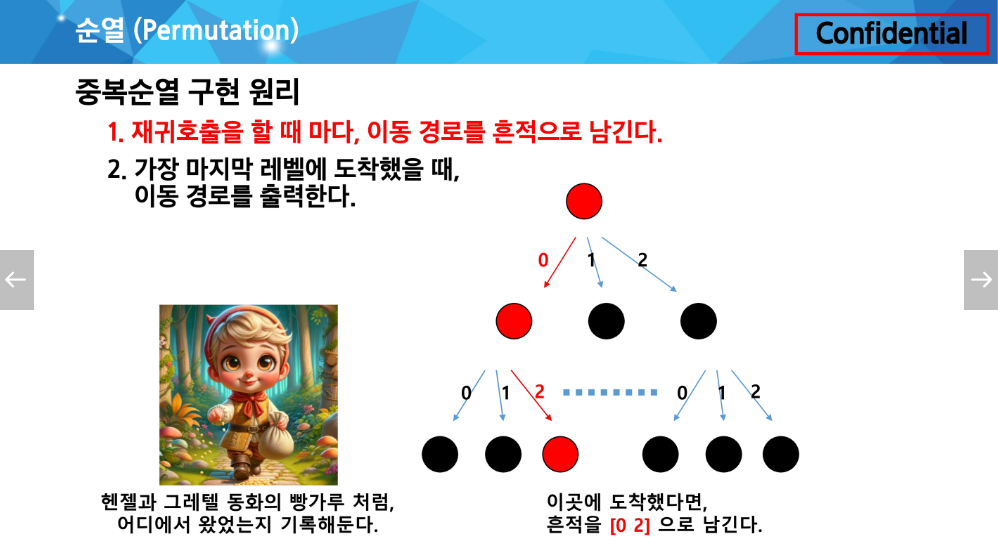 순열 (Permutation)
Confidential
중복순열 구현 원리
1. 재귀호출을 할 때 마다, 이동 경로를 흔적으로 남긴다.
2. 가장 마지막 레벨에 도착했을 때,
이동 경로를 출력한다.
0 1 2
0 1 2 0 1 2
헨젤과 그레텔 동화의 빵가루 처럼,
어디에서 왔었는지 기록해둔다.
이곳에 도착했다면,
흔적을 [0 2] 으로 남긴다.